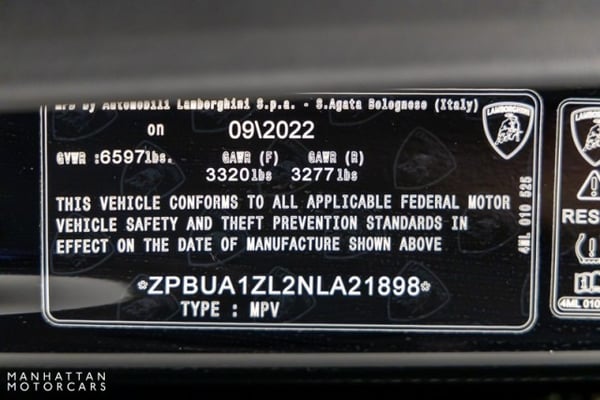 Mfg by Automobili Lamborghini S.p.a. - S.Agata Bolognese (Italy)
on 09\2022
GVWR :6597lbs. GAWR (F) GAWR (R)
3320lbs 3277lbs
THIS VEHICLE CONFORMS TO ALL APPLICABLE FEDERAL MOTOR
VEHICLE SAFETY AND THEFT PREVENTION STANDARDS IN
EFFECT ON THE DATE OF MANUFACTURE SHOWN ABOVE
*ZPBUA1ZL2NLA21898*
TYPE : MPV
LAMBORGHINI
4ML 010 525
RES
4ML 010
MANHATTAN
MOTORCARS